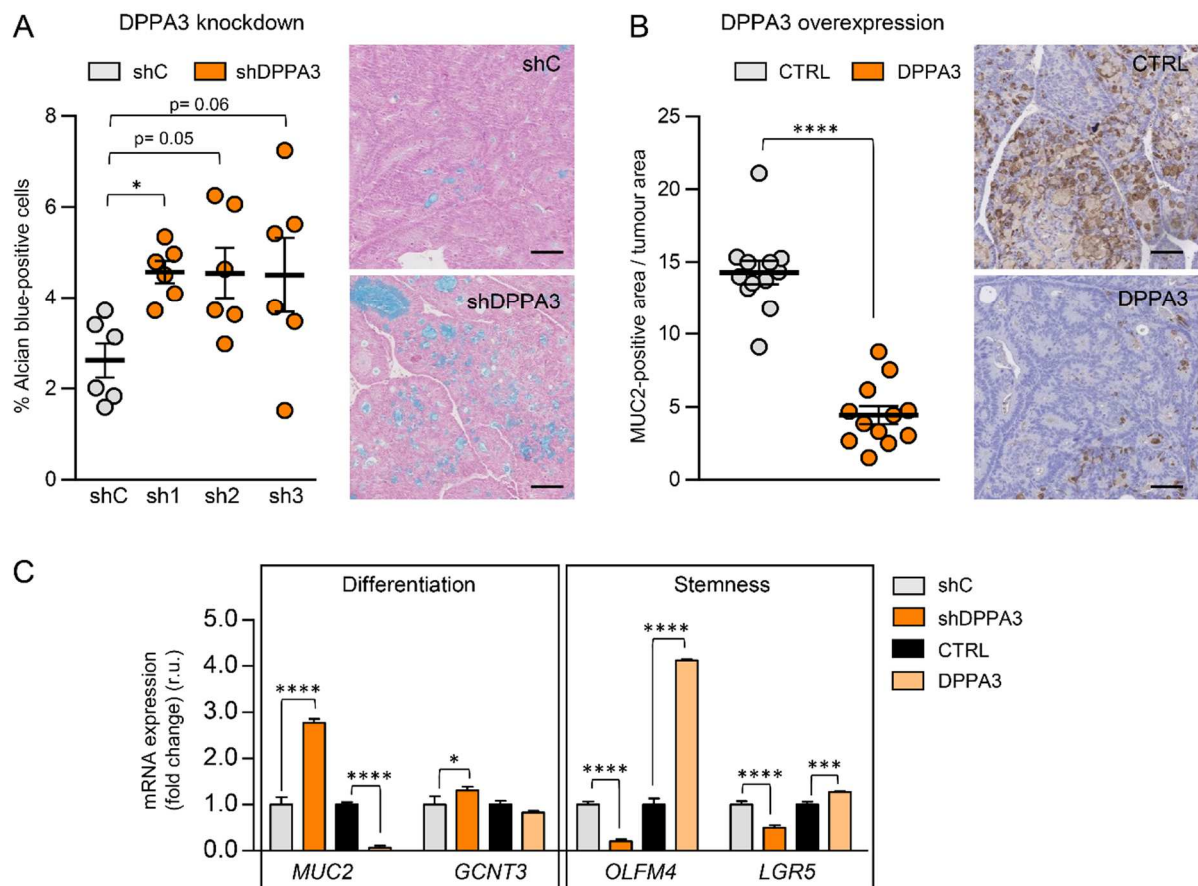 A
DPPA3 knockdown
shC
shDPPA3
p= 0.06
p= 0.05
*
8
6
4
2
0
% Alcian blue-positive cells
shC sh1 sh2 sh3
shC
shDPPA3
B
DPPA3 overexpression
CTRL
DPPA3
****
25
20
15
10
5
0
MUC2-positive area / tumour area
CTRL
DPPA3
C
Differentiation
Stemness
shC
shDPPA3
CTRL
DPPA3
mRNA expression
(fold change) (r.u.)
5.0
4.0
3.0
2.0
1.0
0.0
****
****
*
****
****
****
***
MUC2 GCNT3 OLFM4 LGR5